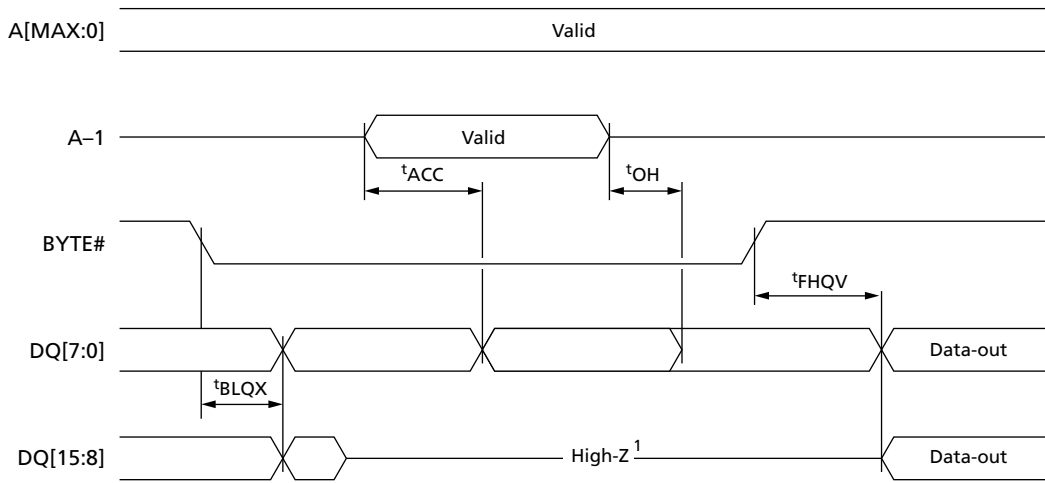 A[MAX:0] Valid
A–1 Valid
tACC tOH
BYTE#
tFHQV
DQ[7:0] Data-out
tBLQX
DQ[15:8] High-Z 1 Data-out